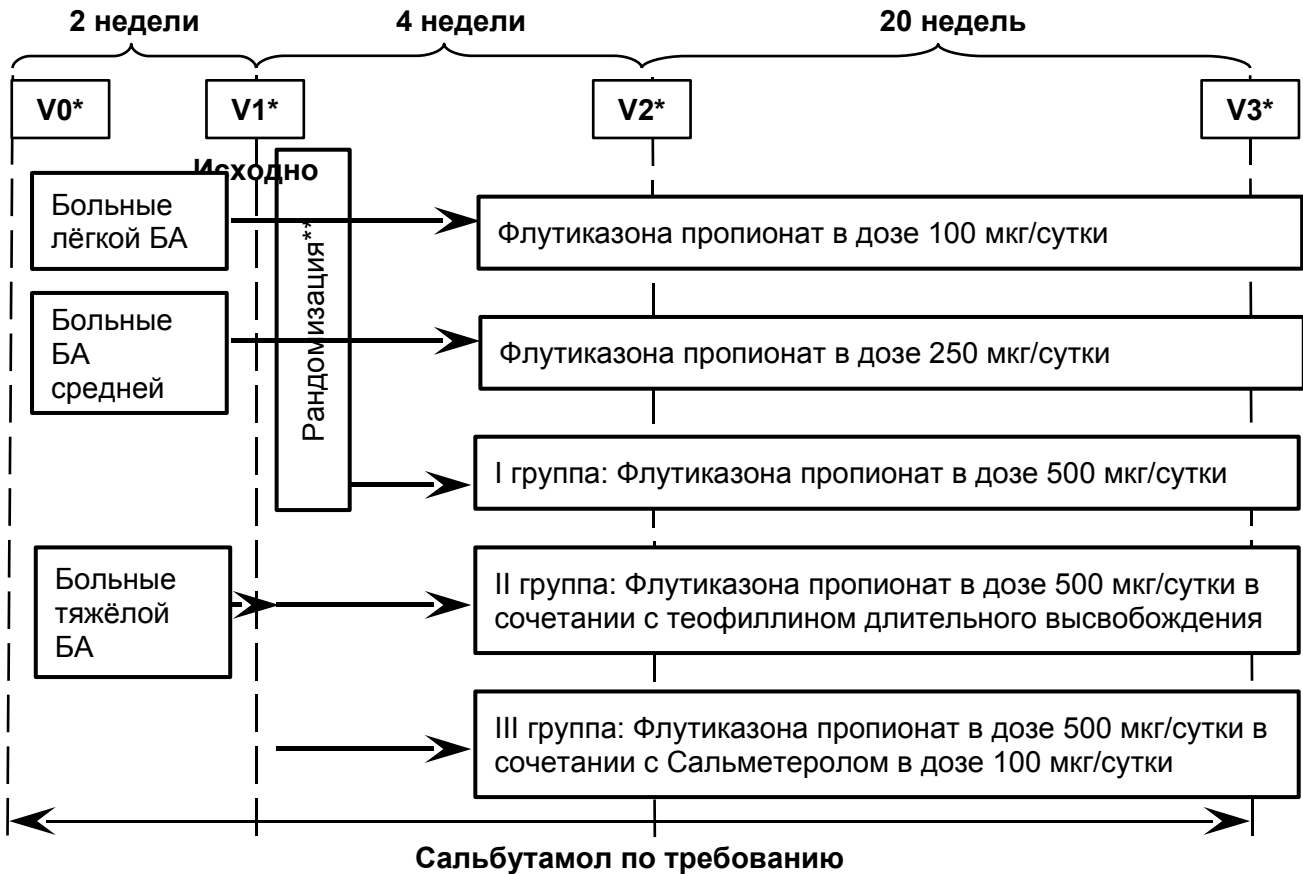 2 недели
4 недели
20 недель
V0*
V1*
V2*
V3*
Исходно
Больные
лёгкой БА
Рандомизация**
Флутиказона пропионат в дозе 100 мкг/сутки
Больные
БА
средней
Флутиказона пропионат в дозе 250 мкг/сутки
I группа: Флутиказона пропионат в дозе 500 мкг/сутки
Больные
тяжёлой
БА
II группа: Флутиказона пропионат в дозе 500 мкг/сутки в
сочетании с теофиллином длительного высвобождения
III группа: Флутиказона пропионат в дозе 500 мкг/сутки в
сочетании с Сальметеролом в дозе 100 мкг/сутки
Сальбутамол по требованию